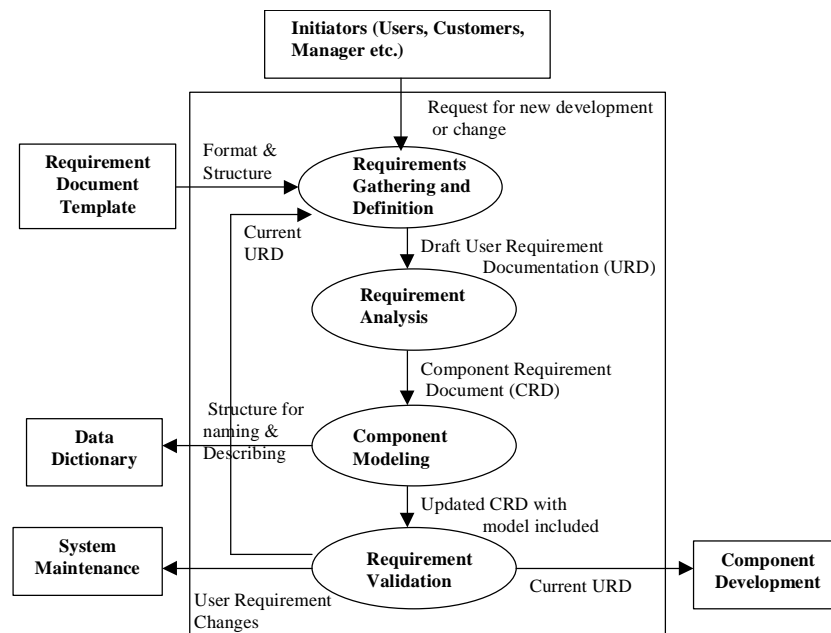 Initiators (Users, Customers,
Manager etc.)
Request for new development
or change
Requirement
Document
Template
Format &
Structure
Requirements
Gathering and
Definition
Current
URD
Draft User Requirement
Documentation (URD)
Requirement
Analysis
Component Requirement
Document (CRD)
Structure for
naming &
Describing
Data
Dictionary
Component
Modeling
Updated CRD with
model included
System
Maintenance
Requirement
Validation
Component
Development
User Requirement
Changes
Current URD